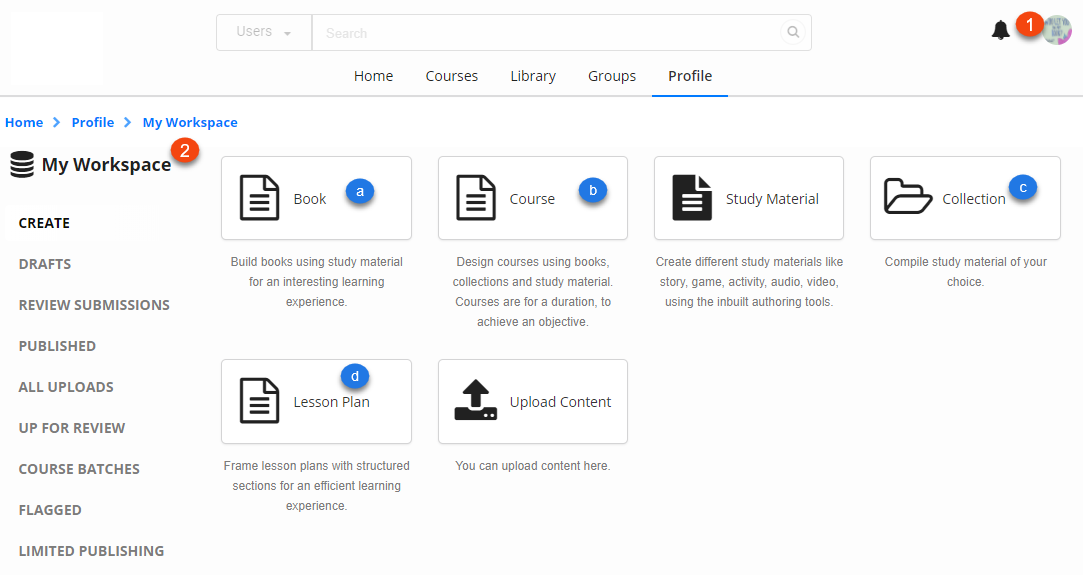 Users
Search
1
Home
Courses
Library
Groups
Profile
Home
Profile
My Workspace
My Workspace
2
CREATE
DRAFTS
REVIEW SUBMISSIONS
PUBLISHED
ALL UPLOADS
UP FOR REVIEW
COURSE BATCHES
FLAGGED
LIMITED PUBLISHING
Book
a
Build books using study material
for an interesting learning
experience.
Course
b
Design courses using books,
collections and study material.
Courses are for a duration, to
achieve an objective.
Study Material
Create different study materials like
story, game, activity, audio, video,
using the inbuilt authoring tools.
Collection
c
Compile study material of your
choice.
d
Lesson Plan
Frame lesson plans with structured
sections for an efficient learning
experience.
Upload Content
You can upload content here.